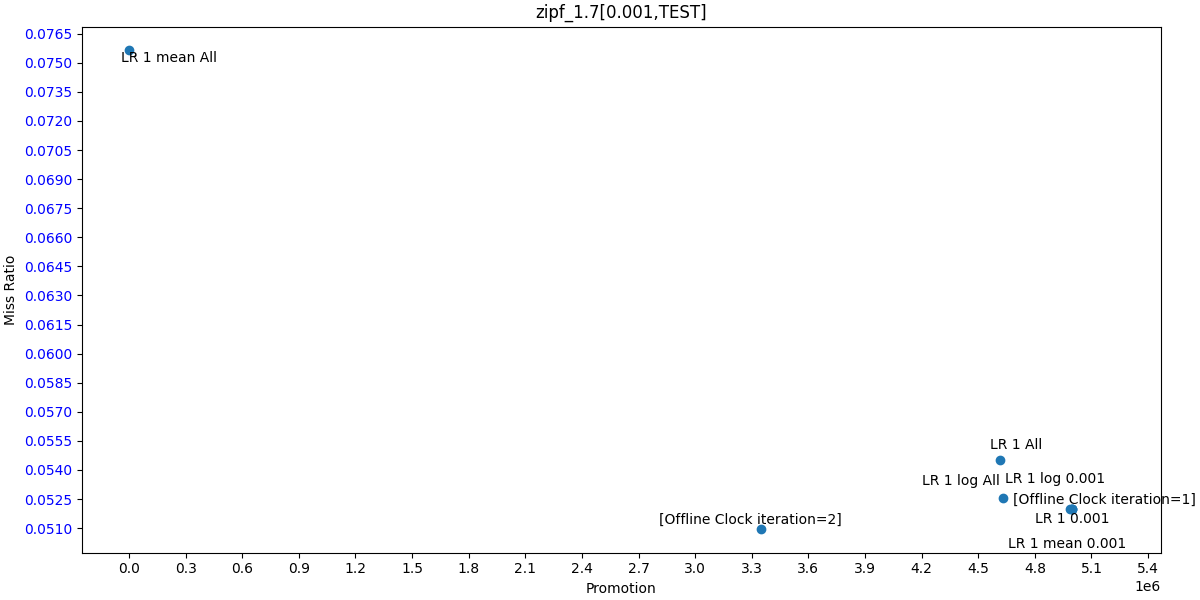 zipf_1.7[0.001,TEST]
0.0765
0.0750
0.0735
0.0720
0.0705
0.0690
0.0675
0.0660
0.0645
0.0630
0.0615
0.0600
0.0585
0.0570
0.0555
0.0540
0.0525
0.0510
Miss Ratio
LR 1 mean All
LR 1 All
LR 1 log All
LR 1 log 0.001
[Offline Clock iteration=1]
[Offline Clock iteration=2]
LR 1 0.001
LR 1 mean 0.001
0.0 0.3 0.6 0.9 1.2 1.5 1.8 2.1 2.4 2.7 3.0 3.3 3.6 3.9 4.2 4.5 4.8 5.1 5.4
1e6
Promotion